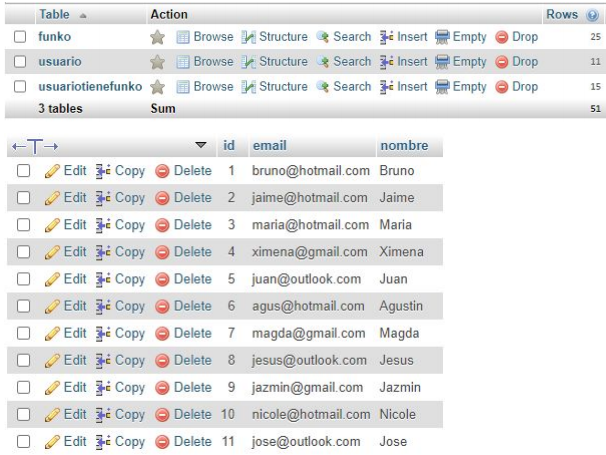 Table Action Rows
funko Browse Structure Search Insert Empty Drop 25
usuario Browse Structure Search Insert Empty Drop 11
usuariotienefunko Browse Structure Search Insert Empty Drop 15
3 tables Sum 51
←T→ id email nombre
Edit Copy Delete 1 bruno@hotmail.com Bruno
Edit Copy Delete 2 jaime@hotmail.com Jaime
Edit Copy Delete 3 maria@hotmail.com Maria
Edit Copy Delete 4 ximena@gmail.com Ximena
Edit Copy Delete 5 juan@outlook.com Juan
Edit Copy Delete 6 agus@hotmail.com Agustin
Edit Copy Delete 7 magda@gmail.com Magda
Edit Copy Delete 8 jesus@outlook.com Jesus
Edit Copy Delete 9 jazmin@gmail.com Jazmin
Edit Copy Delete 10 nicole@hotmail.com Nicole
Edit Copy Delete 11 jose@outlook.com Jose